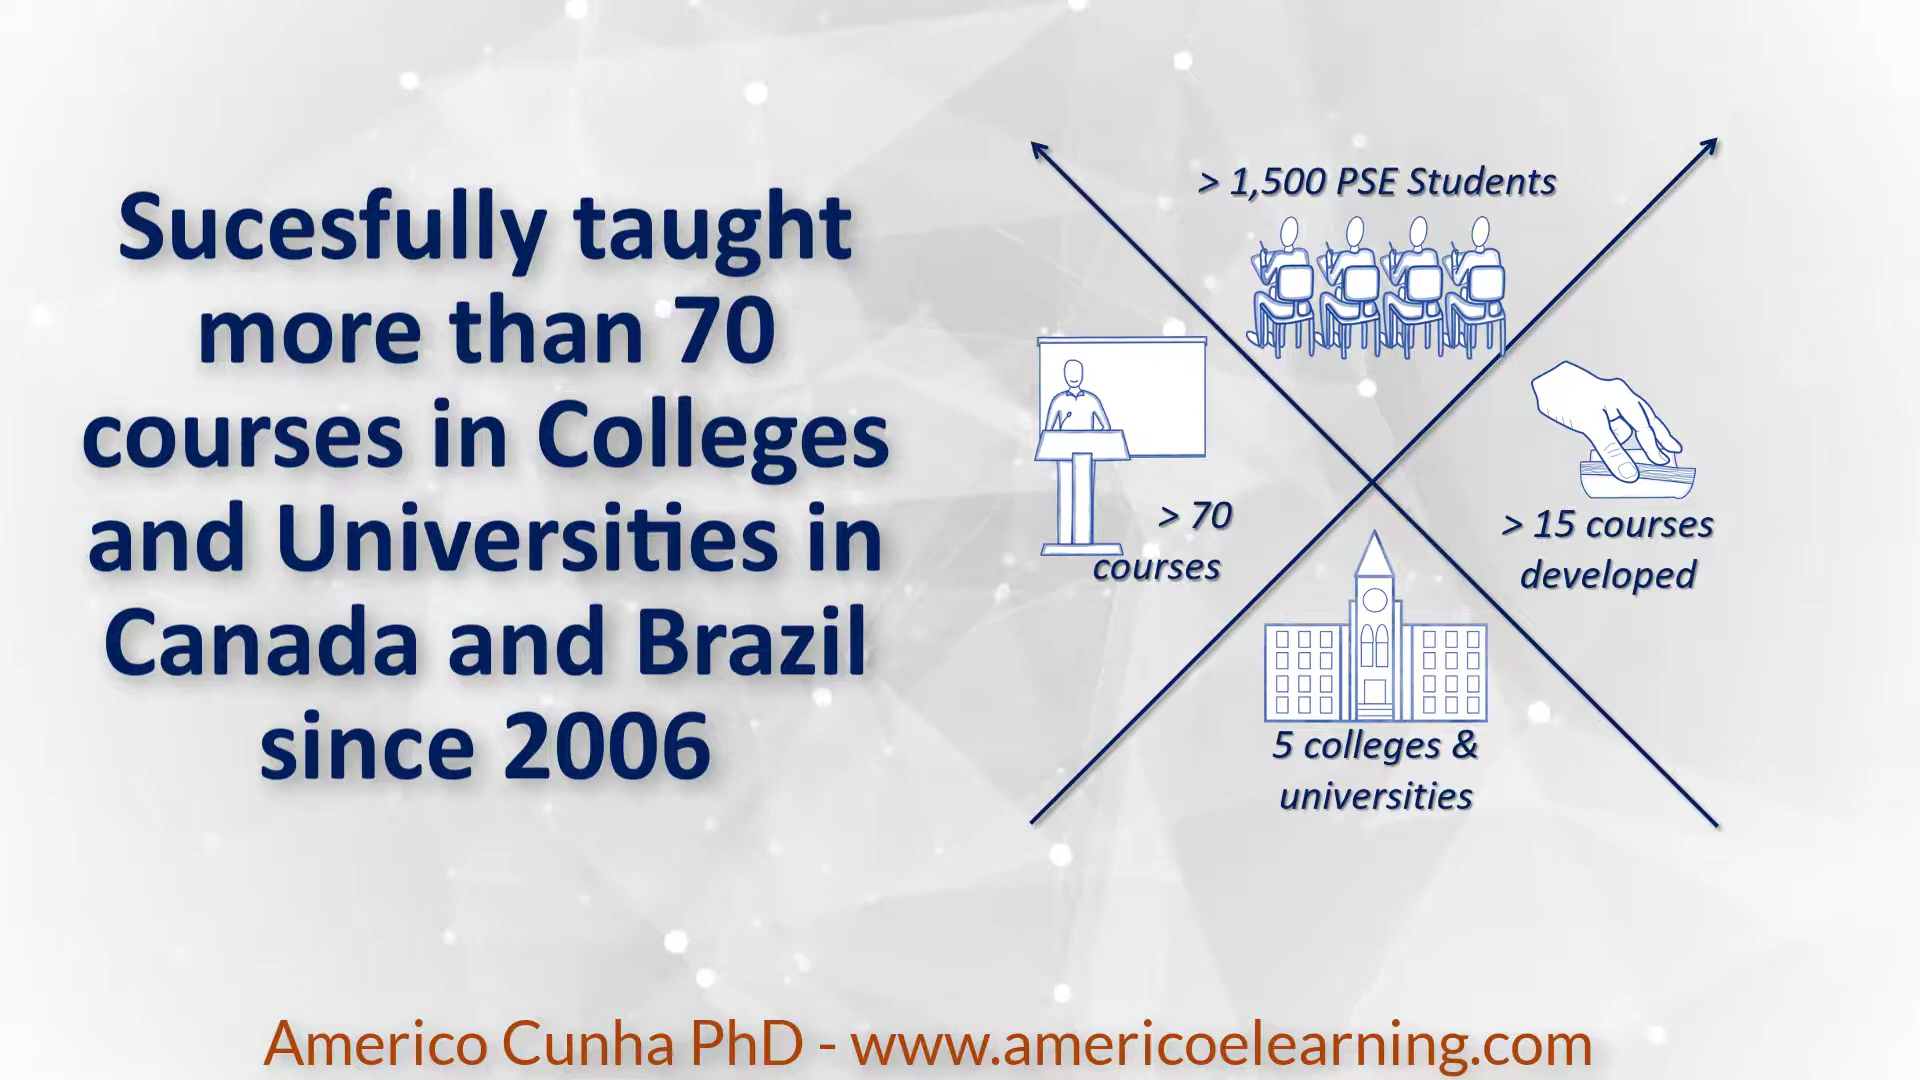 Sucesfully taught
more than 70
courses in Colleges
and Universities in
Canada and Brazil
since 2006
> 1,500 PSE Students
> 70
courses
> 15 courses
developed
5 colleges &
universities
Americo Cunha PhD - www.americoelearning.com